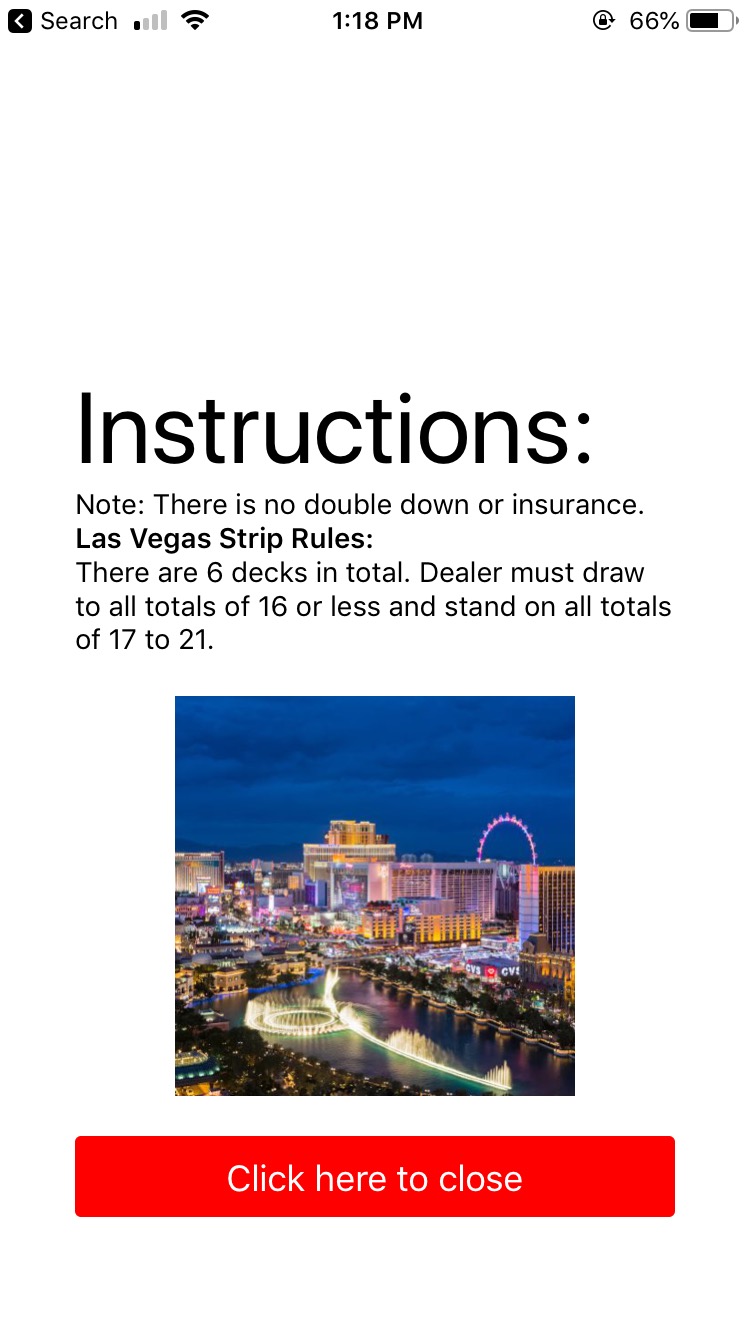 Search 1:18 PM 66%
Instructions:
Note: There is no double down or insurance.
Las Vegas Strip Rules:
There are 6 decks in total. Dealer must draw
to all totals of 16 or less and stand on all totals
of 17 to 21.
CVS CVS
Click here to close